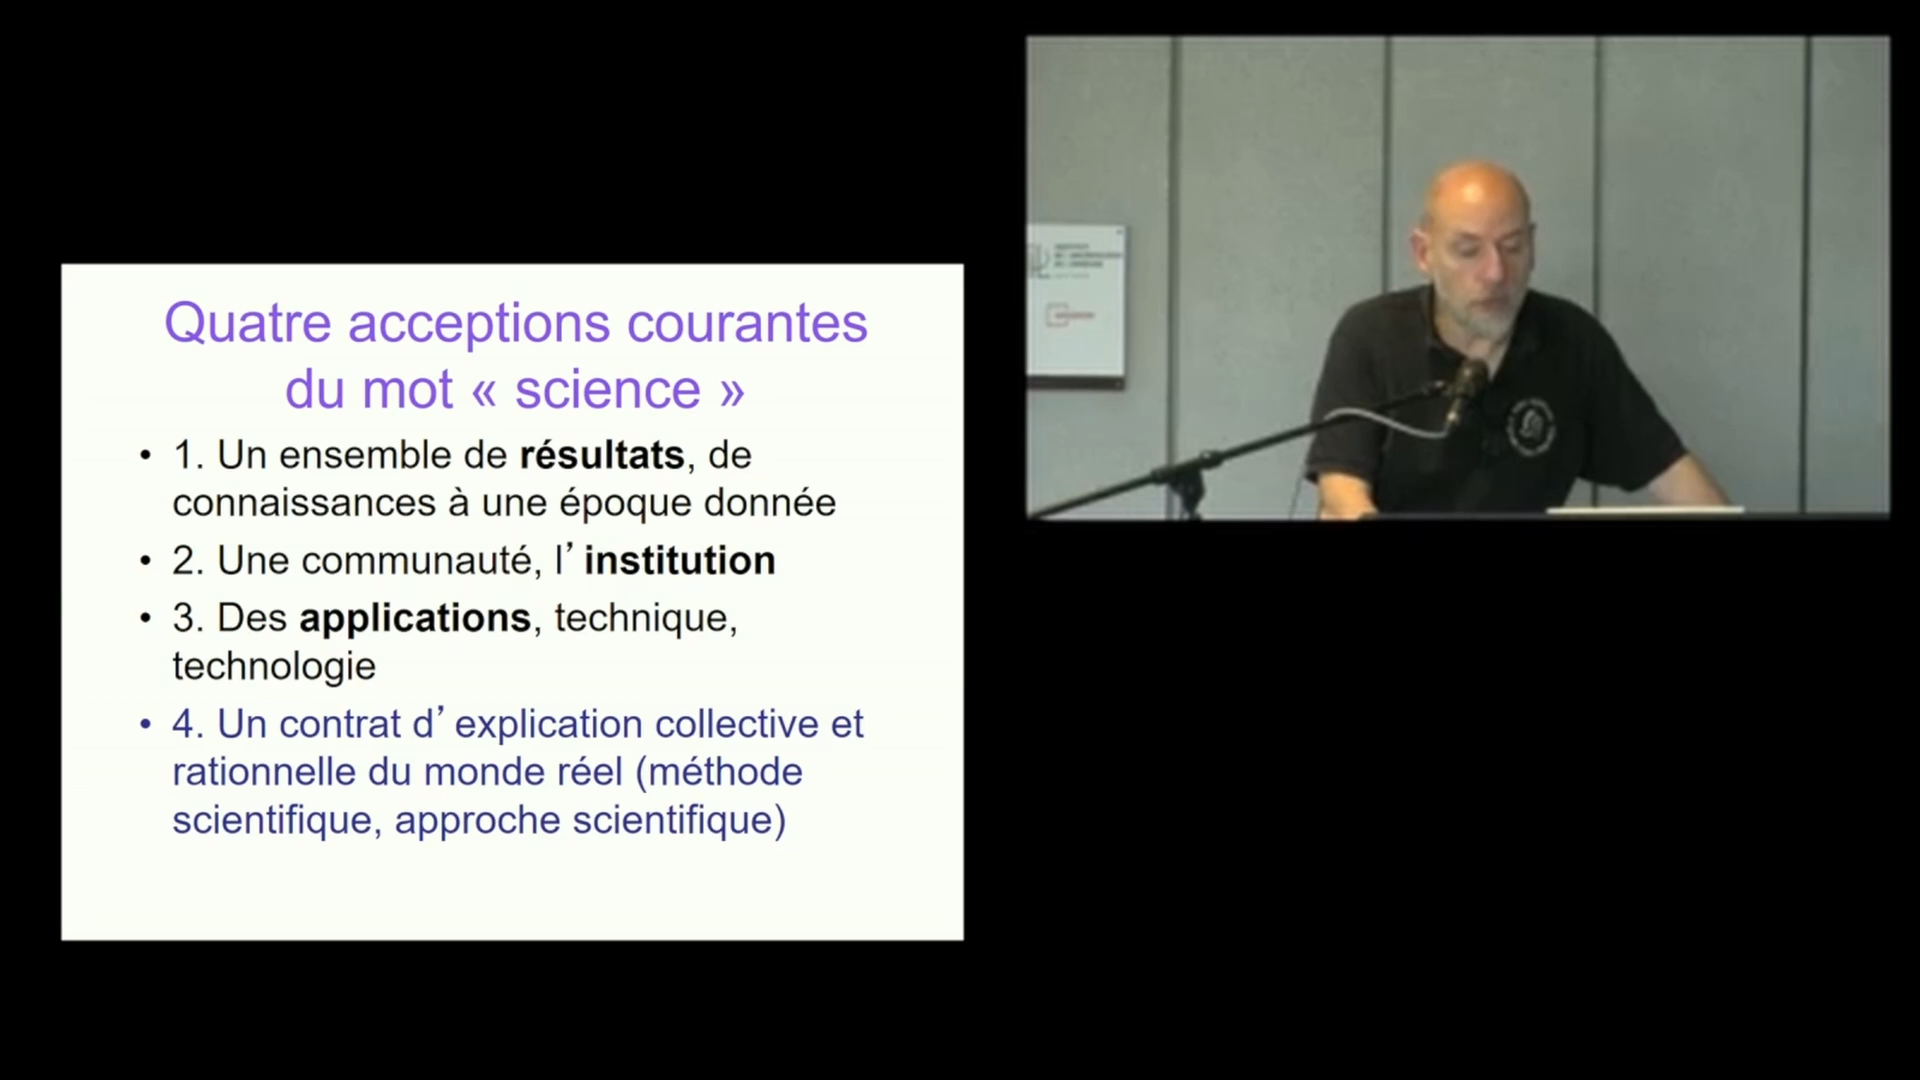 Quatre acceptions courantes
du mot « science »
• 1. Un ensemble de résultats, de
connaissances à une époque donnée
• 2. Une communauté, l’ institution
• 3. Des applications, technique,
technologie
• 4. Un contrat d’ explication collective et
rationnelle du monde réel (méthode
scientifique, approche scientifique)